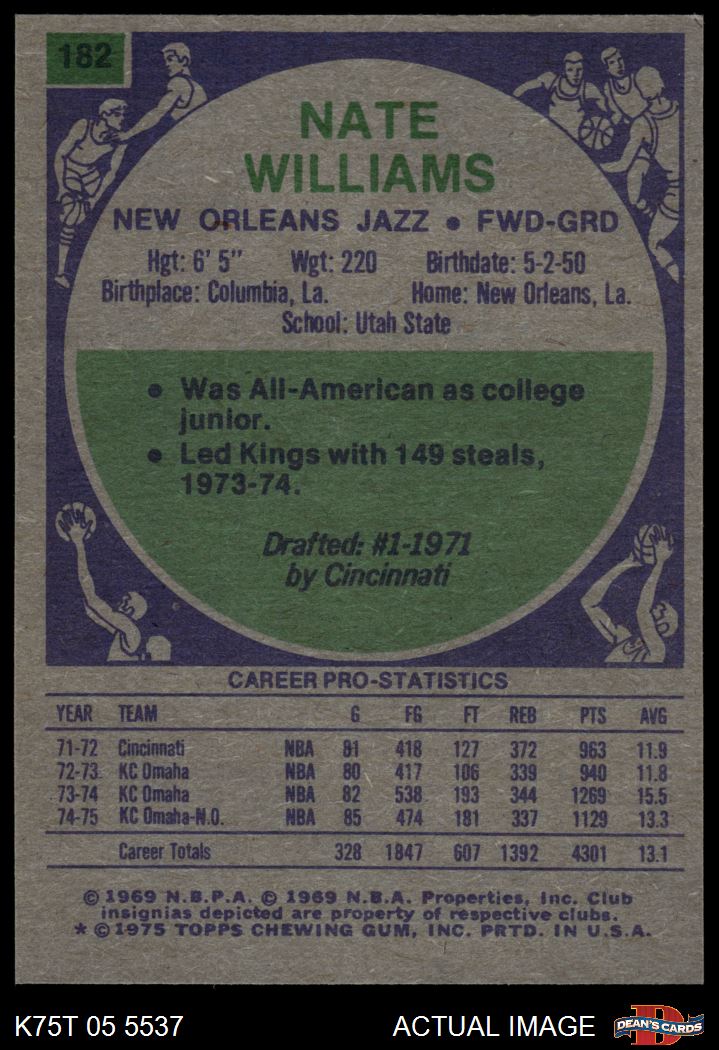 182
NATE
WILLIAMS
NEW ORLEANS JAZZ • FWD-GRD
Hgt: 6' 5" Wgt: 220 Birthdate: 5-2-50
Birthplace: Columbia, La. Home: New Orleans, La.
School: Utah State
• Was All-American as college
junior.
• Led Kings with 149 steals,
1973-74.
Drafted: #1-1971
by Cincinnati
CAREER PRO-STATISTICS
YEAR TEAM G FG FT REB PTS AVG
71-72 Cincinnati NBA 81 418 127 372 963 11.9
72-73 KC Omaha NBA 80 417 106 339 940 11.8
73-74 KC Omaha NBA 82 538 193 344 1269 15.5
74-75 KC Omaha-N.O. NBA 85 474 181 337 1129 13.3
Career Totals 328 1847 607 1392 4301 13.1
© 1969 N.B.P.A. © 1969 N.B.A. Properties, Inc. Club
insignias depicted are property of respective clubs.
* © 1975 TOPPS CHEWING GUM, INC. PRTD. IN U.S.A.
K75T 05 5537 ACTUAL IMAGE D DEAN'S CARDS